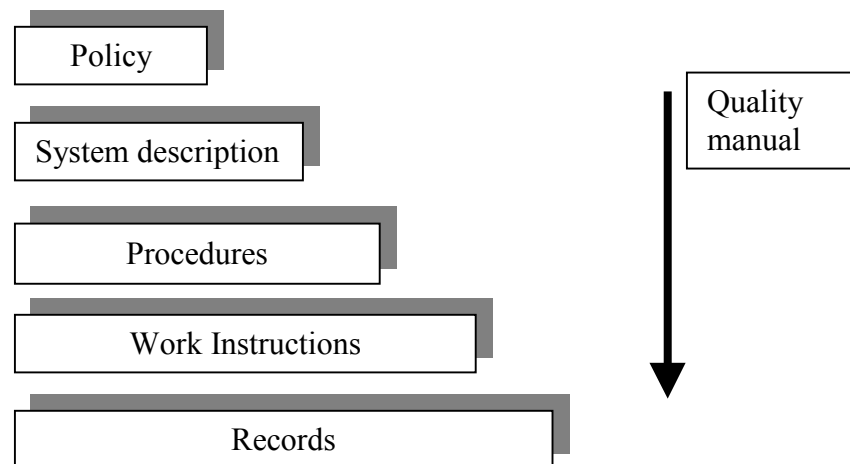 Policy
System description
Procedures
Work Instructions
Records
Quality
manual